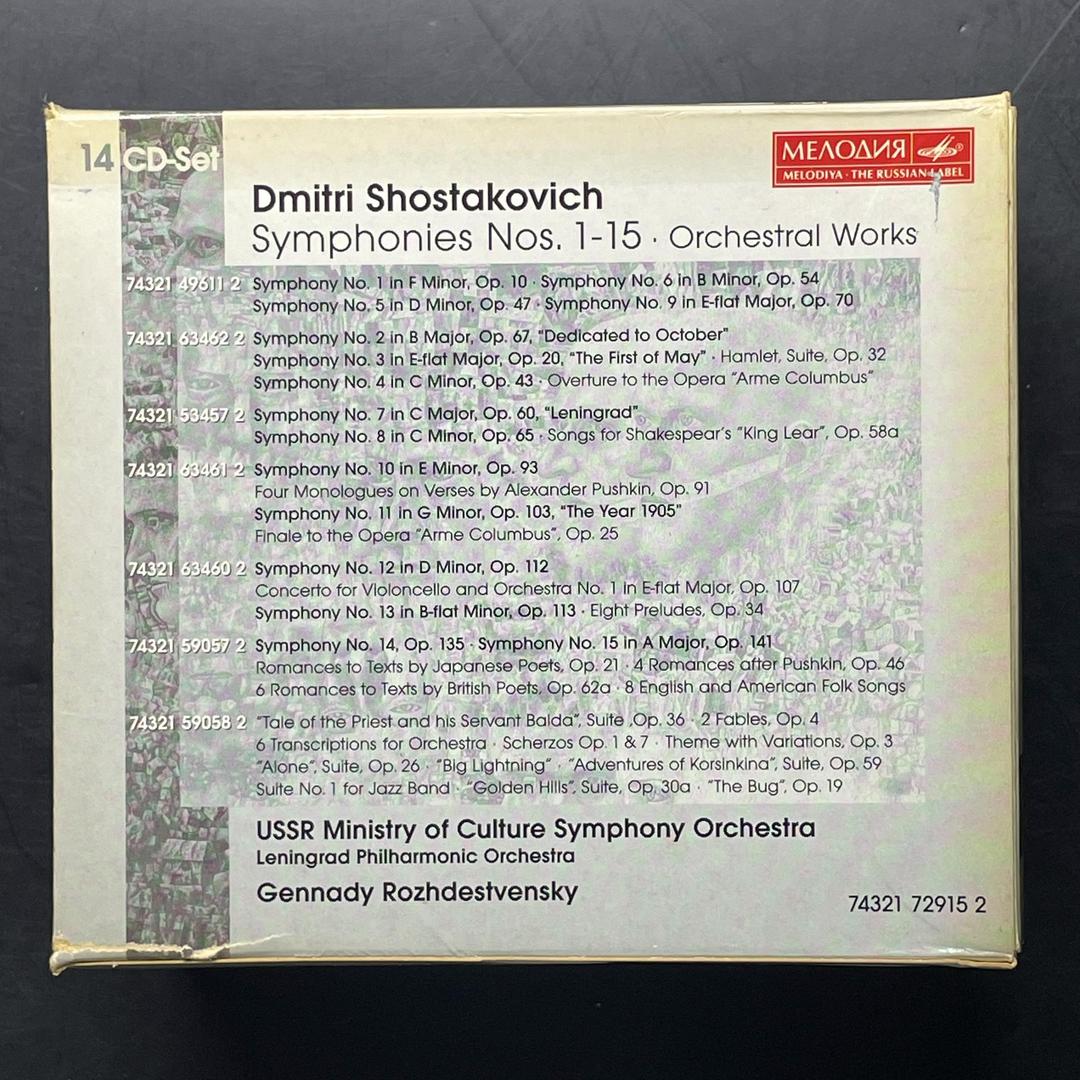 14 CD-Set
МЕЛОДИЯ ®
MELODIYA · THE RUSSIAN LABEL
Dmitri Shostakovich
Symphonies Nos. 1-15 · Orchestral Works
74321 49611 2 Symphony No. 1 in F Minor, Op. 10 · Symphony No. 6 in B Minor, Op. 54
Symphony No. 5 in D Minor, Op. 47 · Symphony No. 9 in E-flat Major, Op. 70
74321 63462 2 Symphony No. 2 in B Major, Op. 67, "Dedicated to October"
Symphony No. 3 in E-flat Major, Op. 20, "The First of May" · Hamlet, Suite, Op. 32
Symphony No. 4 in C Minor, Op. 43 · Overture to the Opera "Arme Columbus"
74321 53457 2 Symphony No. 7 in C Major, Op. 60, "Leningrad"
Symphony No. 8 in C Minor, Op. 65 · Songs for Shakespear's "King Lear", Op. 58a
74321 63461 2 Symphony No. 10 in E Minor, Op. 93
Four Monologues on Verses by Alexander Pushkin, Op. 91
Symphony No. 11 in G Minor, Op. 103, "The Year 1905"
Finale to the Opera "Arme Columbus", Op. 25
74321 63460 2 Symphony No. 12 in D Minor, Op. 112
Concerto for Violoncello and Orchestra No. 1 in E-flat Major, Op. 107
Symphony No. 13 in B-flat Minor, Op. 113 · Eight Preludes, Op. 34
74321 59057 2 Symphony No. 14, Op. 135 · Symphony No. 15 in A Major, Op. 141
Romances to Texts by Japanese Poets, Op. 21 · 4 Romances after Pushkin, Op. 46
6 Romances to Texts by British Poets, Op. 62a · 8 English and American Folk Songs
74321 59058 2 "Tale of the Priest and his Servant Balda", Suite ,Op. 36 · 2 Fables, Op. 4
6 Transcriptions for Orchestra · Scherzos Op. 1 & 7 · Theme with Variations, Op. 3
"Alone", Suite, Op. 26 · "Big Lightning" · "Adventures of Korsinkina", Suite, Op. 59
Suite No. 1 for Jazz Band · "Golden Hills", Suite, Op. 30a · "The Bug", Op. 19
USSR Ministry of Culture Symphony Orchestra
Leningrad Philharmonic Orchestra
Gennady Rozhdestvensky
74321 72915 2